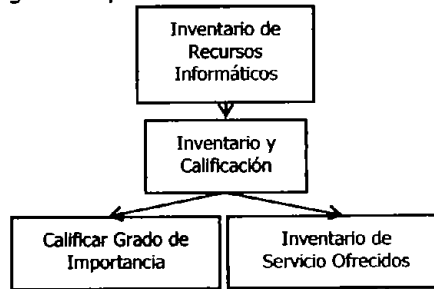 Inventario de
Recursos
Informáticos
Inventario y
Calificación
Calificar Grado de
Importancia
Inventario de
Servicio Ofrecidos